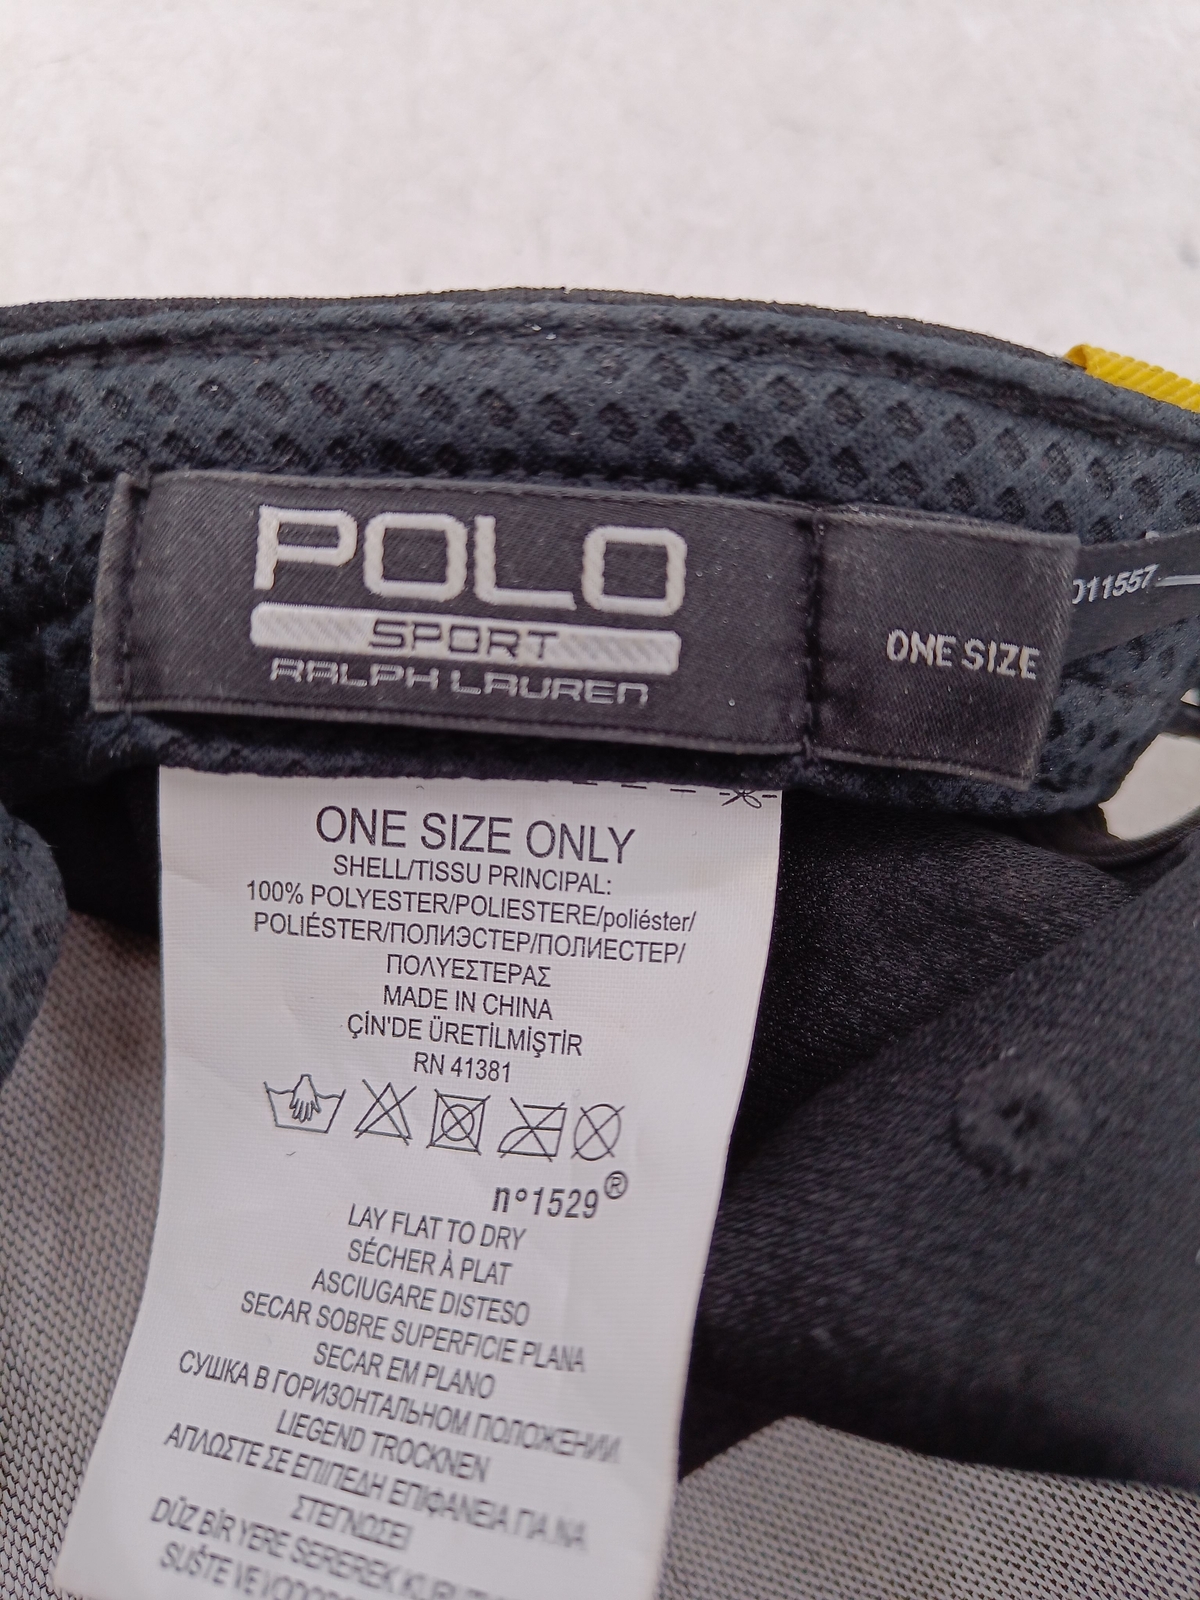 POLO
SPORT
RALPH LAUREN
ONE SIZE
011557
ONE SIZE ONLY
SHELL/TISSU PRINCIPAL:
100% POLYESTER/POLIESTERE/poliéster/
POLIÉSTER/ПОЛИЭСТЕР/ПОЛИЕСТЕР/
ΠΟΛΥΕΣΤΕΡΑΣ
MADE IN CHINA
ÇİN'DE ÜRETİLMİŞTİR
RN 41381
n°1529®
LAY FLAT TO DRY
SÉCHER À PLAT
ASCIUGARE DISTESO
SECAR SOBRE SUPERFICIE PLANA
SECAR EM PLANO
СУШКА В ГОРИЗОНТАЛЬНОМ ПОЛОЖЕНИИ
LIEGEND TROCKNEN
ΑΠΛΩΣΤΕ ΣΕ ΕΠΙΠΕΔΗ ΕΠΙΦΑΝΕΙΑ ΓΙΑ ΝΑ
ΣΤΕΓΝΩΣΕΙ
DÜZ BİR YERE SEREREK
SUŠTE VE